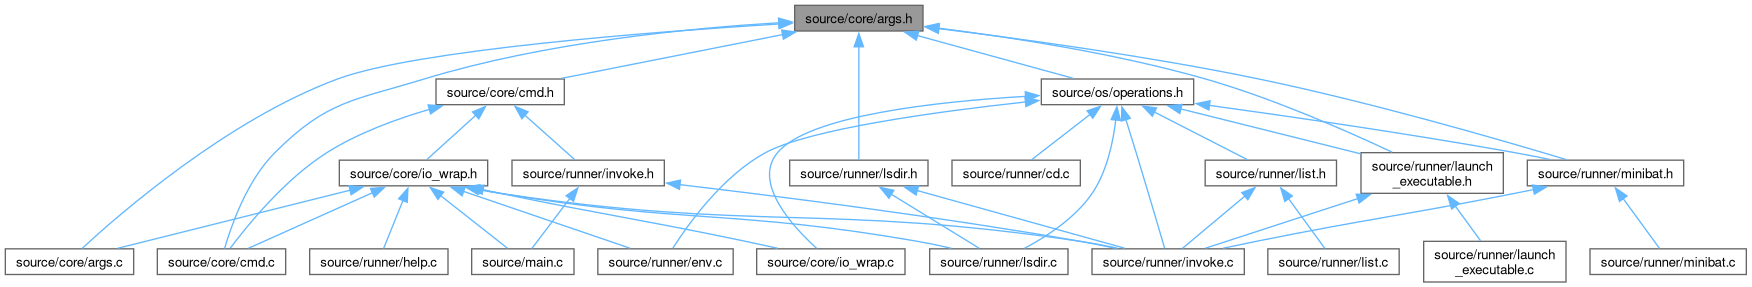 source/core/args.h
source/core/cmd.h
source/os/operations.h
source/core/io_wrap.h
source/runner/invoke.h
source/runner/lsdir.h
source/runner/cd.c
source/runner/list.h
source/runner/launch
_executable.h
source/runner/minibat.h
source/core/args.c
source/core/cmd.c
source/runner/help.c
source/main.c
source/runner/env.c
source/core/io_wrap.c
source/runner/lsdir.c
source/runner/invoke.c
source/runner/list.c
source/runner/launch
_executable.c
source/runner/minibat.c